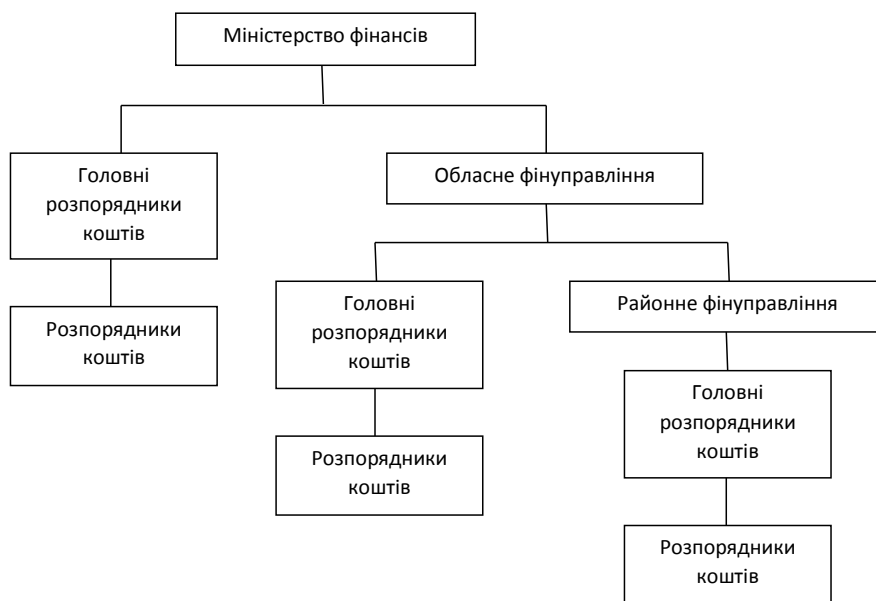 Міністерство фінансів
Головні
розпорядники
коштів
Обласне фінуправління
Розпорядники
коштів
Головні
розпорядники
коштів
Районне фінуправління
Розпорядники
коштів
Головні
розпорядники
коштів
Розпорядники
коштів